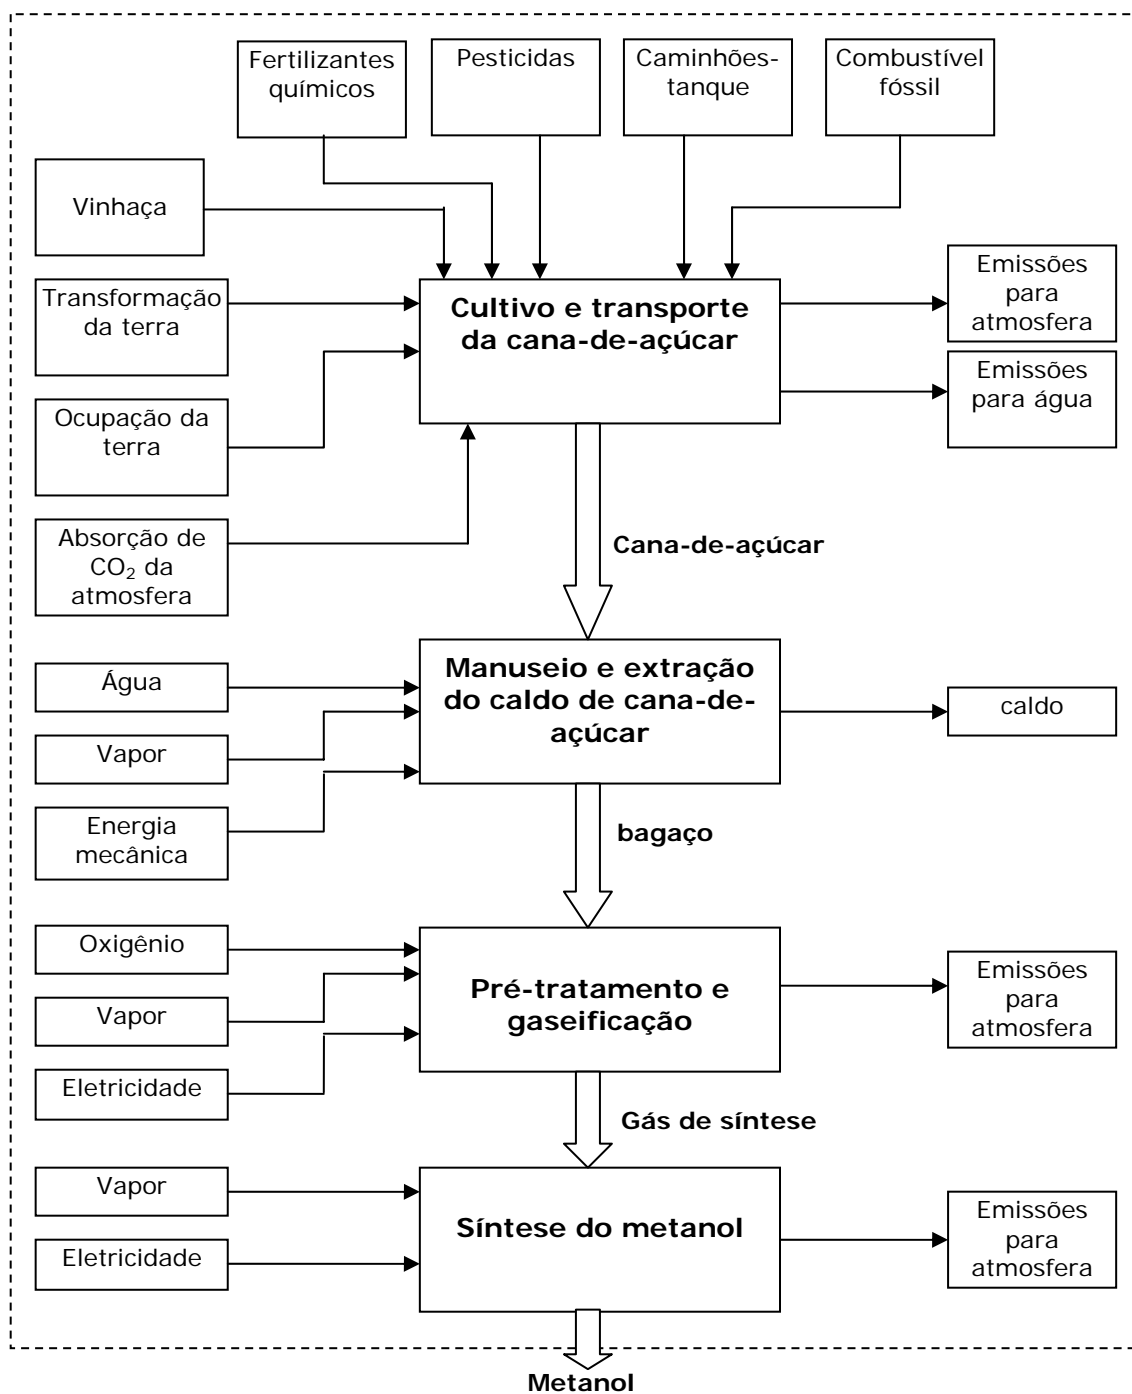 Fertilizantes
químicos
Pesticidas
Caminhões-
tanque
Combustível
fóssil
Vinhaça
Transformação
da terra
Ocupação da
terra
Absorção de
CO₂ da
atmosfera
Cultivo e transporte
da cana-de-açúcar
Emissões
para
atmosfera
Emissões
para água
Cana-de-açúcar
Água
Vapor
Energia
mecânica
Manuseio e extração
do caldo de cana-de-
açúcar
caldo
bagaço
Oxigênio
Vapor
Eletricidade
Pré-tratamento e
gaseificação
Emissões
para
atmosfera
Gás de síntese
Vapor
Eletricidade
Síntese do metanol
Emissões
para
atmosfera
Metanol